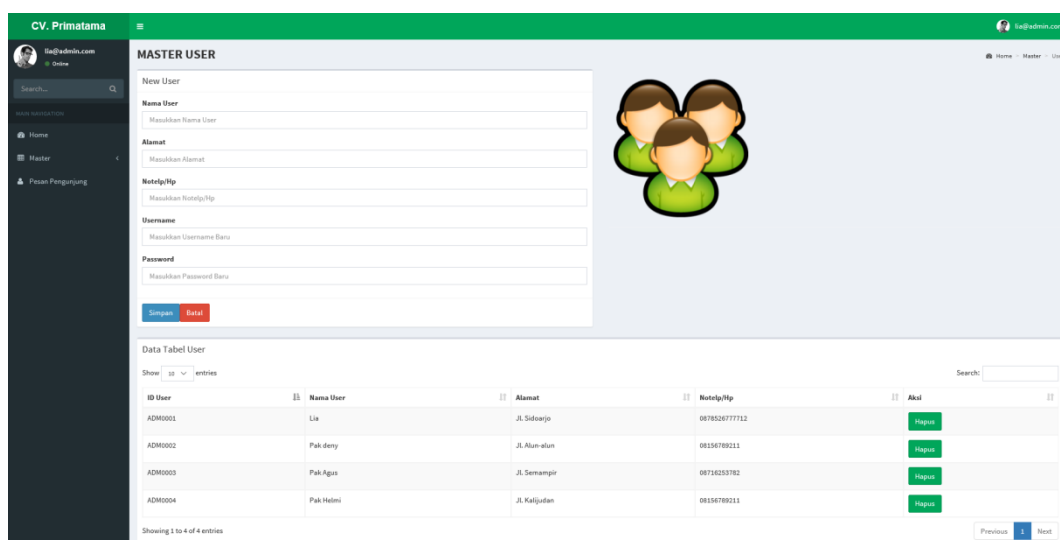 CV. Primatama
lia@admin.com
lia@admin.com
Online
Search...
MAIN NAVIGATION
Home
Master
Pesan Pengunjung
MASTER USER
Home > Master >
New User
Nama User
Masukkan Nama User
Alamat
Masukkan Alamat
Notelp/Hp
Masukkan Notelp/Hp
Username
Masukkan Username Baru
Password
Masukkan Password Baru
Simpan Batal
Data Tabel User
Show 10 entries Search:
ID User Nama User Alamat Notelp/Hp Aksi
ADM0001 Lia Jl. Sidoarjo 0878526777712 Hapus
ADM0002 Pak deny Jl. Alun-alun 08156789211 Hapus
ADM0003 Pak Agus Jl. Semampir 08716253782 Hapus
ADM0004 Pak Helmi Jl. Kalijudan 08156789211 Hapus
Showing 1 to 4 of 4 entries Previous 1 Next